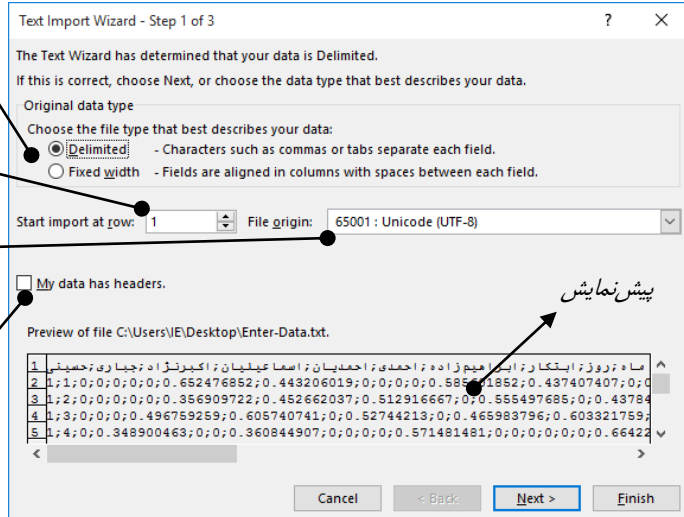 Text Import Wizard - Step 1 of 3 ? ×
The Text Wizard has determined that your data is Delimited.
If this is correct, choose Next, or choose the data type that best describes your data.
Original data type
Choose the file type that best describes your data:
Delimited - Characters such as commas or tabs separate each field.
Fixed width - Fields are aligned in columns with spaces between each field.
Start import at row: 1 File origin: 65001 : Unicode (UTF-8)
My data has headers.
پیش‌نمایش
Preview of file C:\Users\IE\Desktop\Enter-Data.txt.
1 ماه;روز;ابتکار;ابراهیم‌زاده;احمدی;احمدیان;اسماعیلیان;اکبرنژاد;جباری;حسینی
2 1;1;0;0;0;0;0;0.652476852;0.443206019;0;0;0;0;0.585601852;0.437407407;0;0
3 1;2;0;0;0;0.356909722;0.452662037;0.512916667;0;0.555497685;0;0.43784
4 1;3;0;0;0;0.496759259;0.605740741;0;0.52744213;0;0.465983796;0.603321759;
5 1;4;0;0.348900463;0;0;0.360844907;0;0;0;0;0.571481481;0;0;0;0;0;0.66422
Cancel < Back Next > Finish